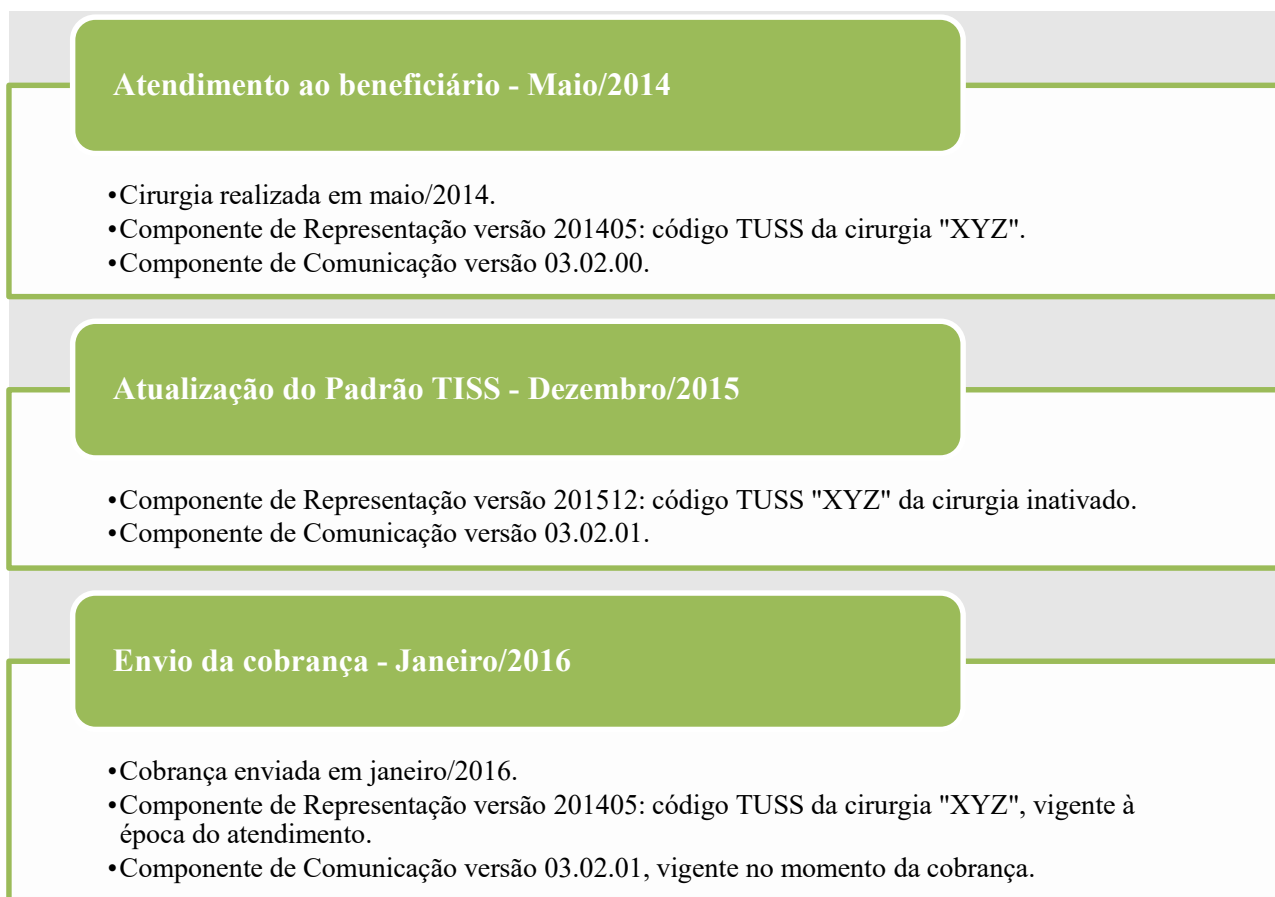 Atendimento ao beneficiário - Maio/2014
•Cirurgia realizada em maio/2014.
•Componente de Representação versão 201405: código TUSS da cirurgia "XYZ".
•Componente de Comunicação versão 03.02.00.
Atualização do Padrão TISS - Dezembro/2015
•Componente de Representação versão 201512: código TUSS "XYZ" da cirurgia inativado.
•Componente de Comunicação versão 03.02.01.
Envio da cobrança - Janeiro/2016
•Cobrança enviada em janeiro/2016.
•Componente de Representação versão 201405: código TUSS da cirurgia "XYZ", vigente à
época do atendimento.
•Componente de Comunicação versão 03.02.01, vigente no momento da cobrança.